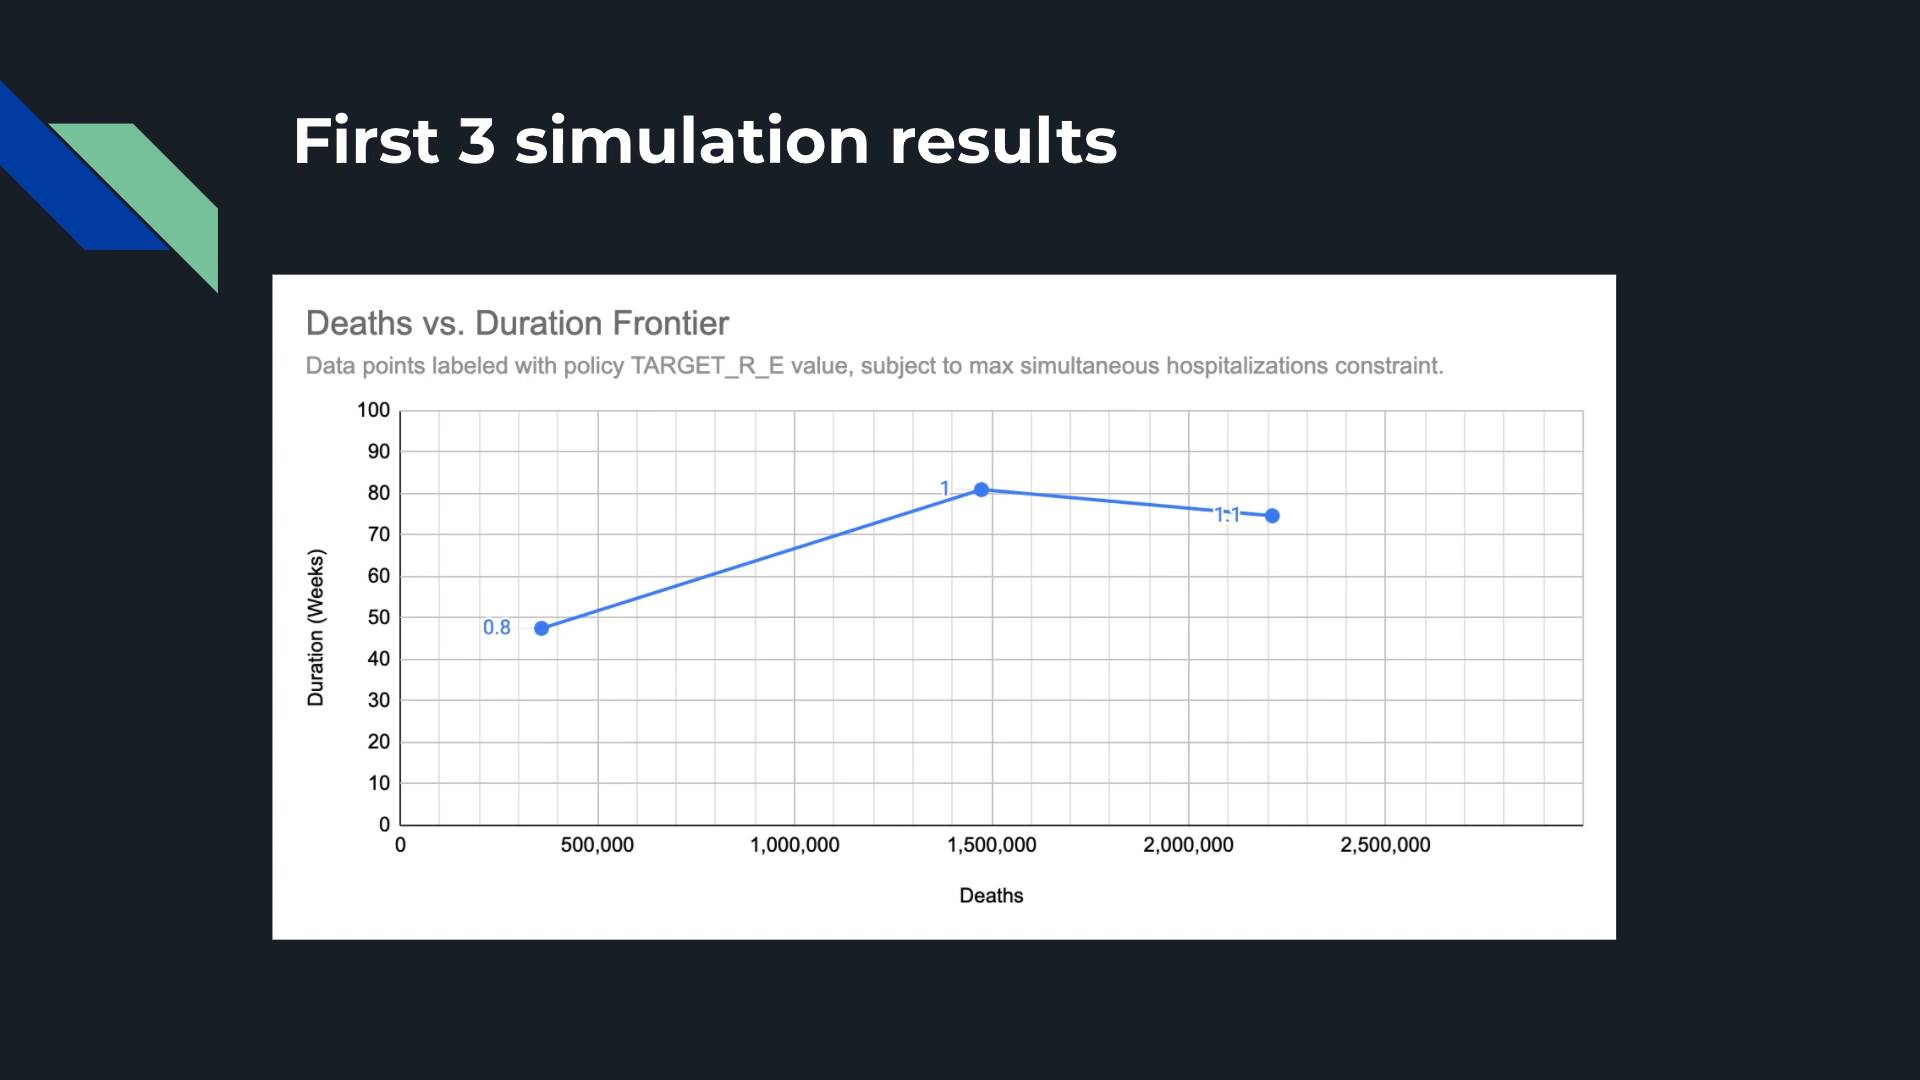 First 3 simulation results
Deaths vs. Duration Frontier
Data points labeled with policy TARGET_R_E value, subject to max simultaneous hospitalizations constraint.
Duration (Weeks)
100
90
80
70
60
50
40
30
20
10
0
1
1.1
0.8
0 500,000 1,000,000 1,500,000 2,000,000 2,500,000
Deaths